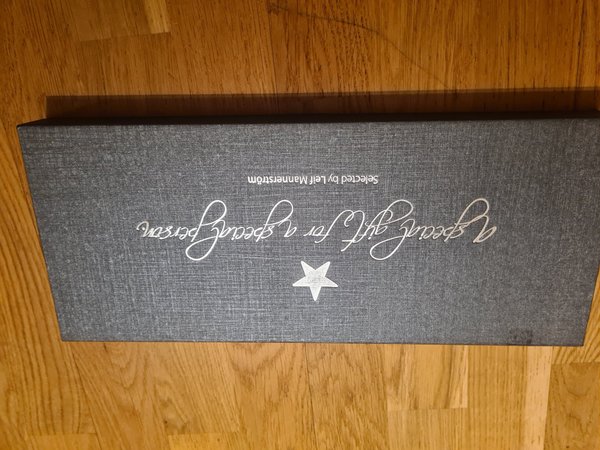 a special gift for a special person
Selected by Leif Mannerström